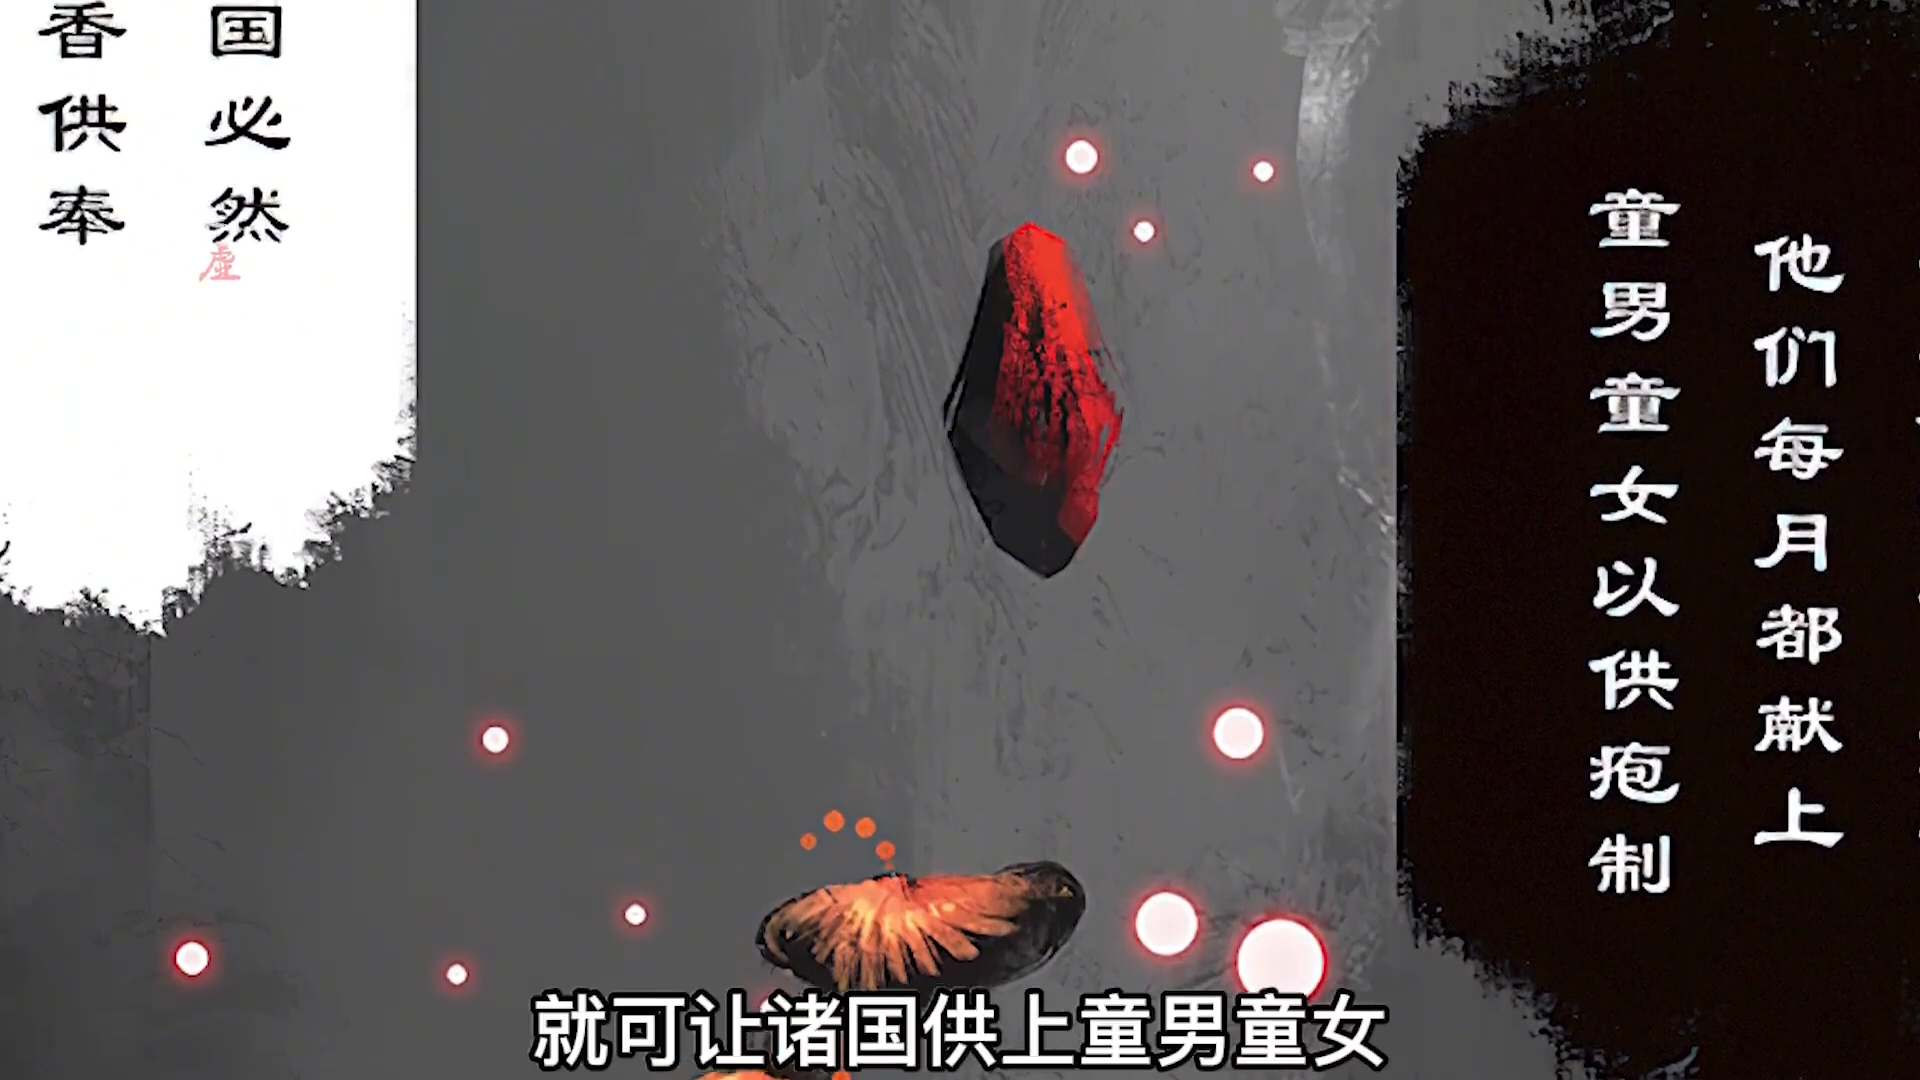 他们每月都献上
童男童女以供疱制
国必然
香供奉
虚
就可让诸国供上童男童女